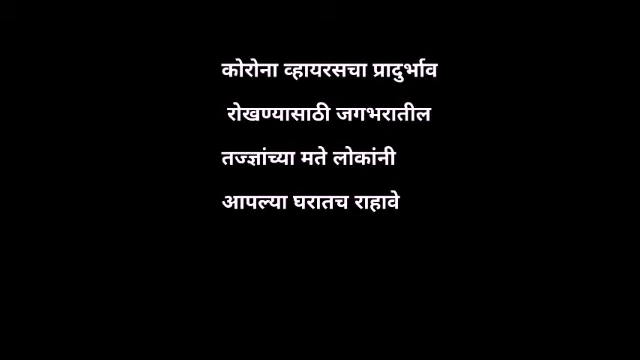 कोरोना व्हायरसचा प्रादुर्भाव
रोखण्यासाठी जगभरातील
तज्ज्ञांच्या मते लोकांनी
आपल्या घरातच राहावे